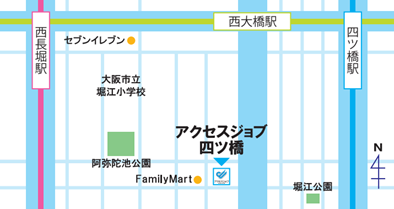 西大橋駅
西長堀駅
四ツ橋駅
セブンイレブン
大阪市立
堀江小学校
アクセスジョブ
四ツ橋
阿弥陀池公園
FamilyMart
堀江公園
N